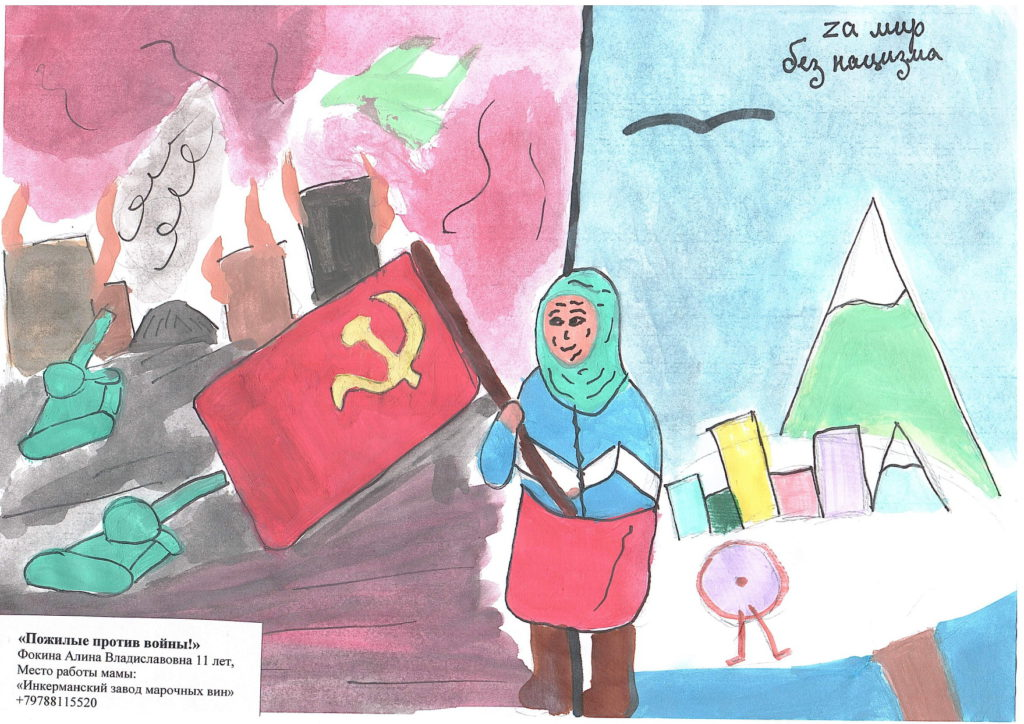 zа мир
без нацизма
«Пожилые против войны!»
Фокина Алина Владиславовна 11 лет,
Место работы мамы:
«Инкерманский завод марочных вин»
+79788115520